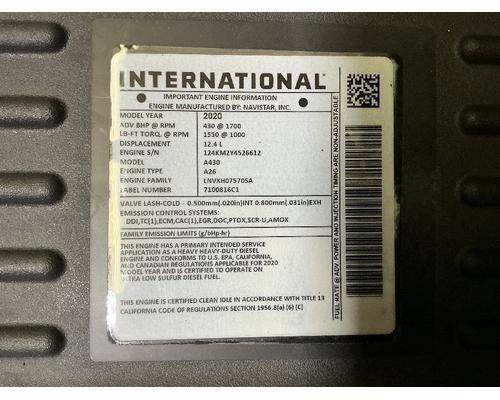 INTERNATIONAL®
IMPORTANT ENGINE INFORMATION
ENGINE MANUFACTURED BY: NAVISTAR, INC.
MODEL YEAR 2020
ADV BHP @ RPM 430 @ 1700
LB-FT TORQ. @ RPM 1550 @ 1000
DISPLACEMENT 12.4 L
ENGINE S/N 124KM2Y4526612
ENGINE MODEL A430
ENGINE TYPE A26
ENGINE FAMILY LNVXH0757GSA
LABEL NUMBER 7100816C1
VALVE LASH-COLD - 0.500mm(.020in)INT 0.800mm(.031in)EXH
EMISSION CONTROL SYSTEMS:
DDI,TC(1),ECM,CAC(1),EGR,DOC,PTOX,SCR-U,AMOX
FAMILY EMISSION LIMITS (g/bHp-hr)
THIS ENGINE HAS A PRIMARY INTENDED SERVICE
APPLICATION AS A HEAVY HEAVY-DUTY DIESEL
ENGINE AND CONFORMS TO U.S. EPA, CALIFORNIA,
AND CANADIAN REGULATIONS APPLICABLE FOR 2020
MODEL YEAR AND IS CERTIFIED TO OPERATE ON
ULTRA LOW SULFUR DIESEL FUEL.
THIS ENGINE IS CERTIFIED CLEAN IDLE IN ACCORDANCE WITH TITLE 13
CALIFORNIA CODE OF REGULATIONS SECTION 1956.8(a) (6) (C)
FUEL RATE @ ADV. POWER AND INJECTION TIMING ARE NON-ADJUSTABLE